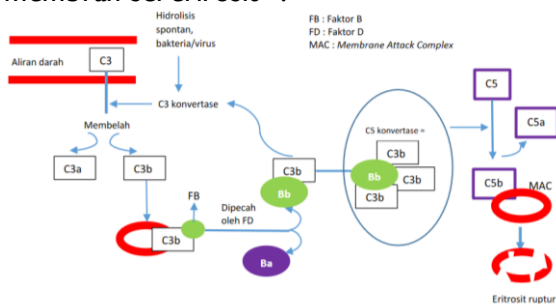 Hidrolisis
spontan,
bakteria/virus
FB : Faktor B
FD : Faktor D
MAC : Membrane Attack Complex
Aliran darah
C3
C3 konvertase
Membelah
C3a
C3b
FB
C3b
Dipecah
oleh FD
Ba
C3b
Bb
C5 konvertase =
C3b
Bb
C3b
C3b
C5
C5a
C5b
MAC
Eritrosit ruptur